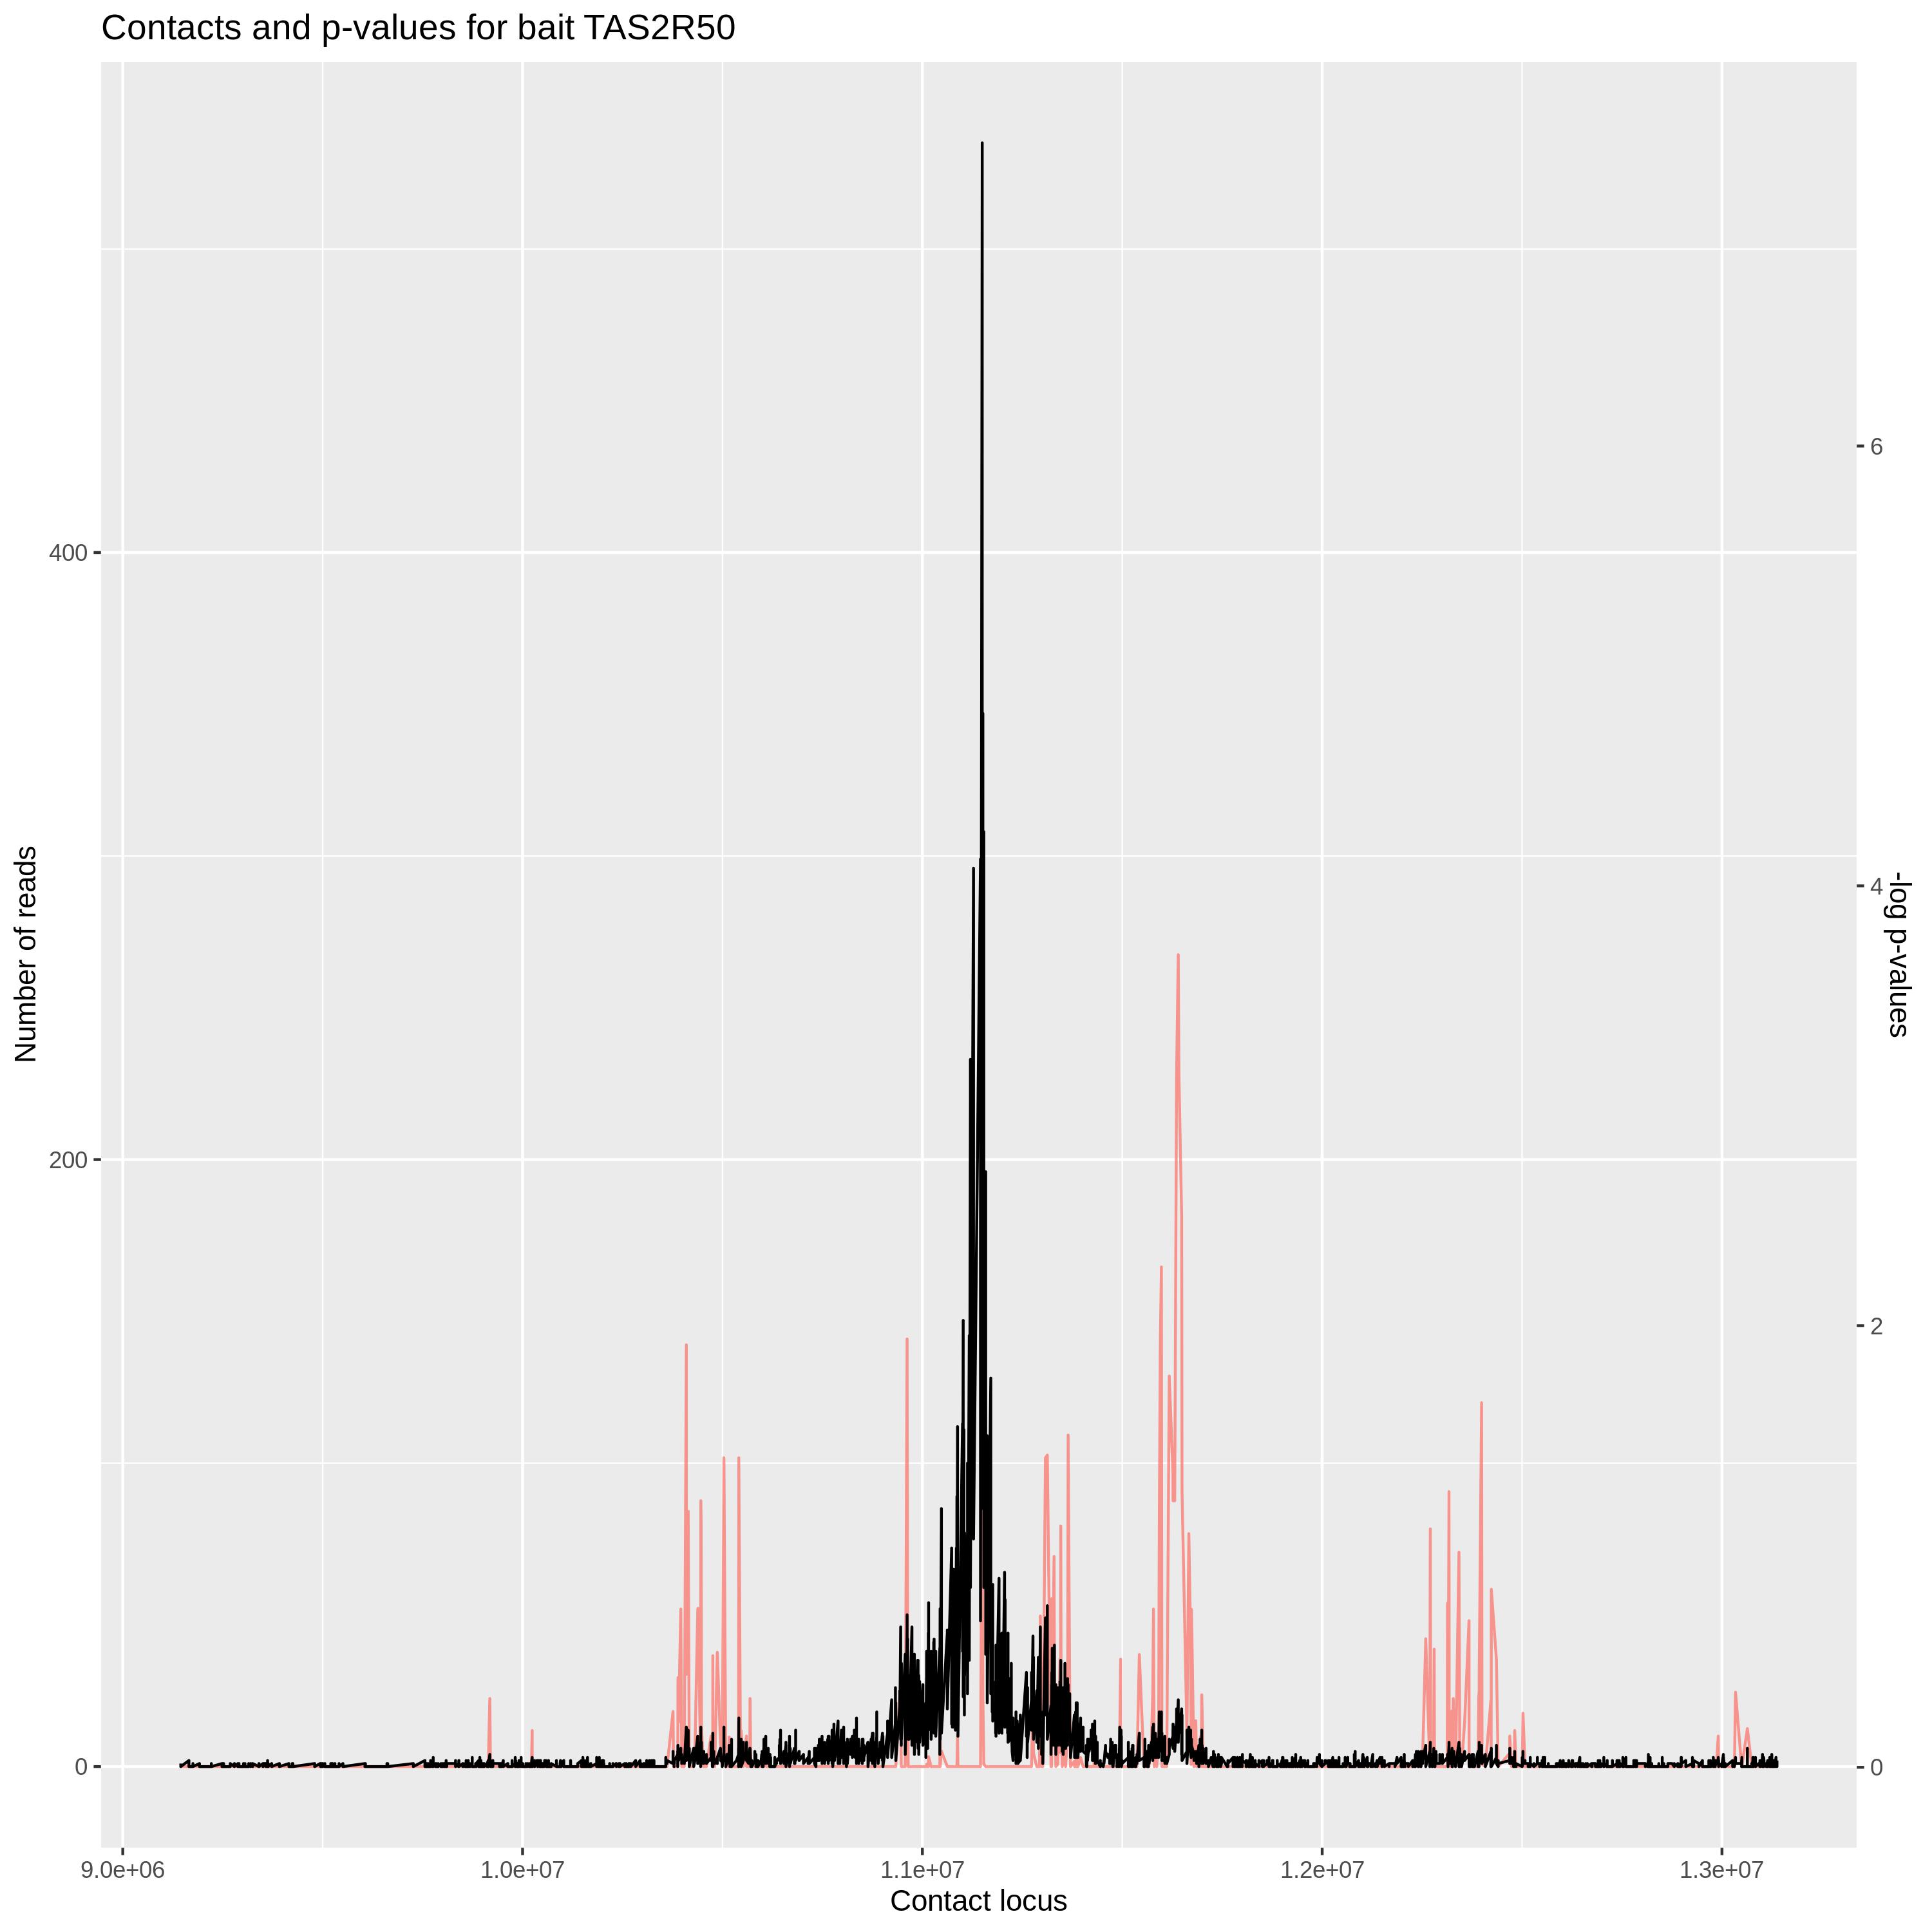 Contacts and p-values for bait TAS2R50
Number of reads
400
200
0
6
4
2
0
-log p-values
9.0e+06
1.0e+07
1.1e+07
1.2e+07
1.3e+07
Contact locus